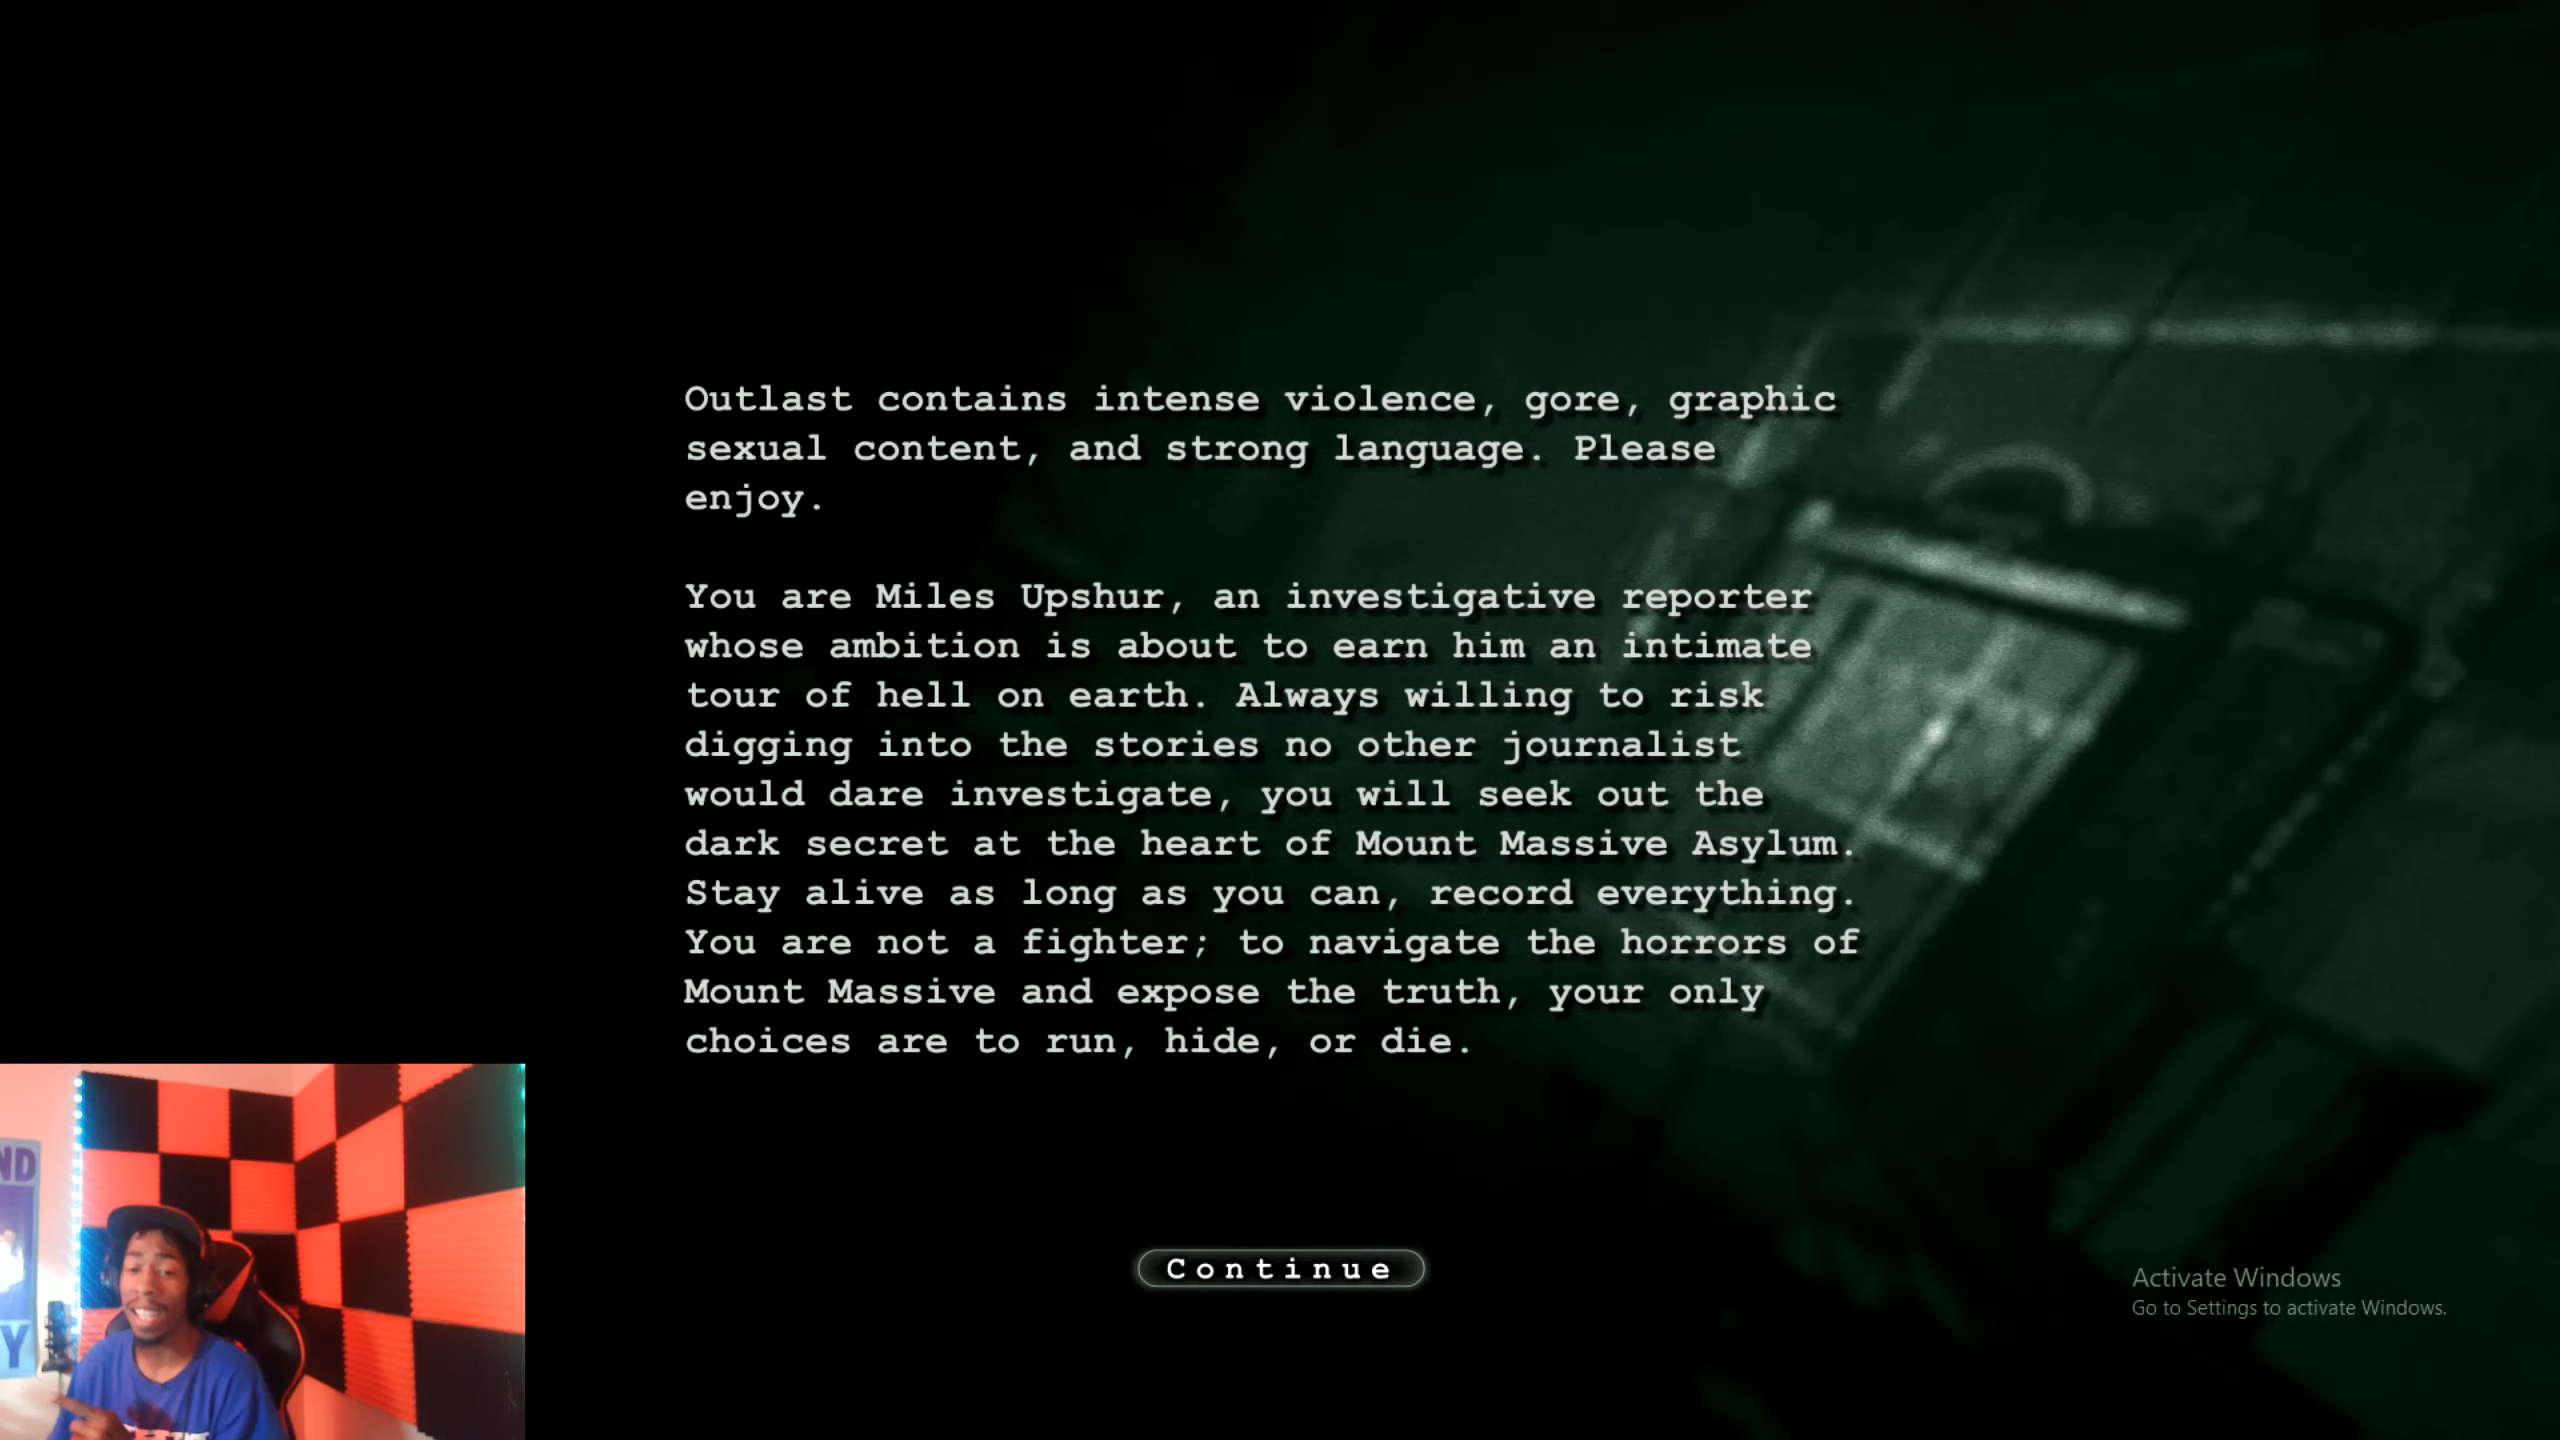 Outlast contains intense violence, gore, graphic
sexual content, and strong language. Please
enjoy.
You are Miles Upshur, an investigative reporter
whose ambition is about to earn him an intimate
tour of hell on earth. Always willing to risk
digging into the stories no other journalist
would dare investigate, you will seek out the
dark secret at the heart of Mount Massive Asylum.
Stay alive as long as you can, record everything.
You are not a fighter; to navigate the horrors of
Mount Massive and expose the truth, your only
choices are to run, hide, or die.
Continue
Activate Windows
Go to Settings to activate Windows.
ND
Y